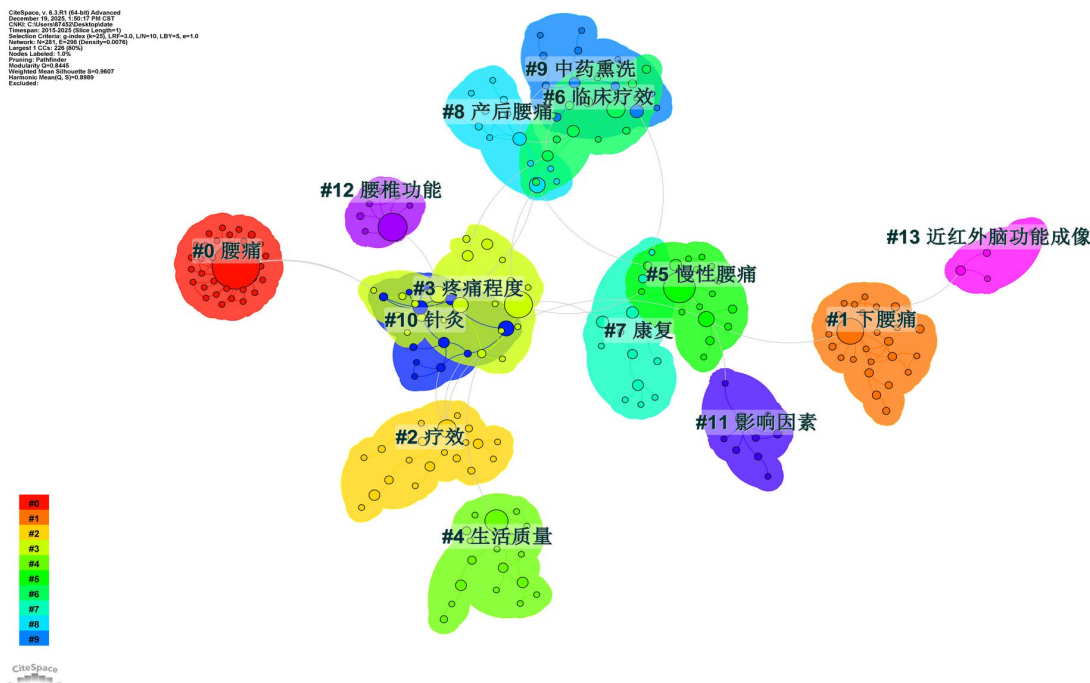 CiteSpace, v. 6.3.R1 (64-bit) Advanced
December 19, 2025, 1:50:17 PM CST
CNKI: C:\Users\87452\Desktop\date
Timespan: 2015-2025 (Slice Length=1)
Selection Criteria: g-index (k=25), LRF=3.0, L/N=10, LBY=5, e=1.0
Network: N=281, E=298 (Density=0.0076)
Largest 1 CCs: 226 (80%)
Nodes Labeled: 1.0%
Pruning: Pathfinder
Modularity Q=0.8445
Weighted Mean Silhouette S=0.9607
Harmonic Mean(Q, S)=0.8989
Excluded:
#9 中药熏洗
#6 临床疗效
#8 产后腰痛
#12 腰椎功能
#13 近红外脑功能成像
#0 腰痛
#5 慢性腰痛
#3 疼痛程度
#10 针灸
#1 下腰痛
#7 康复
#11 影响因素
#2 疗效
#4 生活质量
#0
#1
#2
#3
#4
#5
#6
#7
#8
#9
CiteSpace